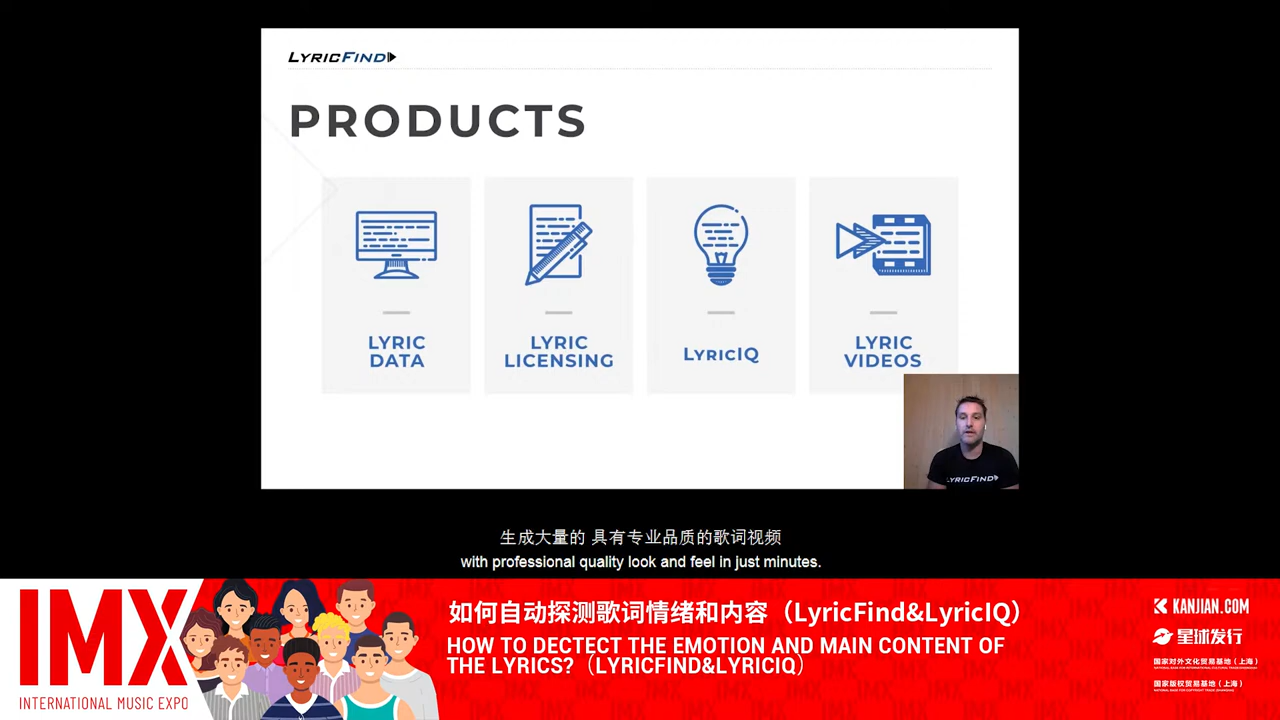 LYRICFIND
PRODUCTS
LYRIC
DATA
LYRIC
LICENSING
LYRICIQ
LYRIC
VIDEOS
LYRICFIND
生成大量的 具有专业品质的歌词视频
with professional quality look and feel in just minutes.
IMX
INTERNATIONAL MUSIC EXPO
如何自动探测歌词情绪和内容（LyricFind&LyricIQ）
HOW TO DECTECT THE EMOTION AND MAIN CONTENT OF
THE LYRICS?（LYRICFIND&LYRICIQ）
KANJIAN.COM
星球发行
国家对外文化贸易基地（上海）
国家版权贸易基地（上海）